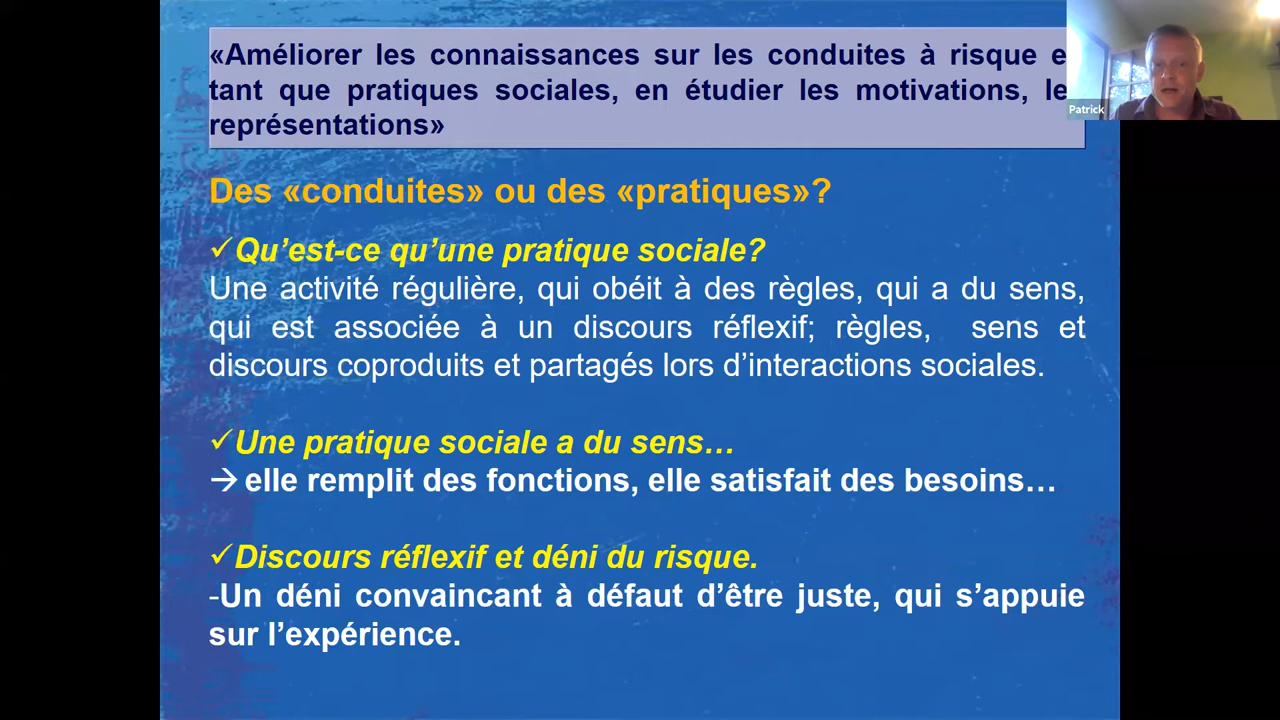 «Améliorer les connaissances sur les conduites à risque e
tant que pratiques sociales, en étudier les motivations, le
représentations»
Patrick
Des «conduites» ou des «pratiques»?
✓Qu’est-ce qu’une pratique sociale?
Une activité régulière, qui obéit à des règles, qui a du sens,
qui est associée à un discours réflexif; règles, sens et
discours coproduits et partagés lors d’interactions sociales.
✓Une pratique sociale a du sens…
→ elle remplit des fonctions, elle satisfait des besoins…
✓Discours réflexif et déni du risque.
-Un déni convaincant à défaut d’être juste, qui s’appuie
sur l’expérience.